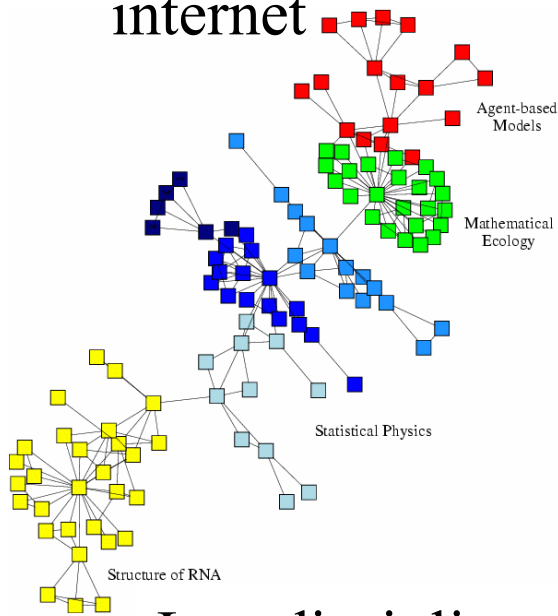 internet
Agent-based
Models
Mathematical
Ecology
Statistical Physics
Structure of RNA